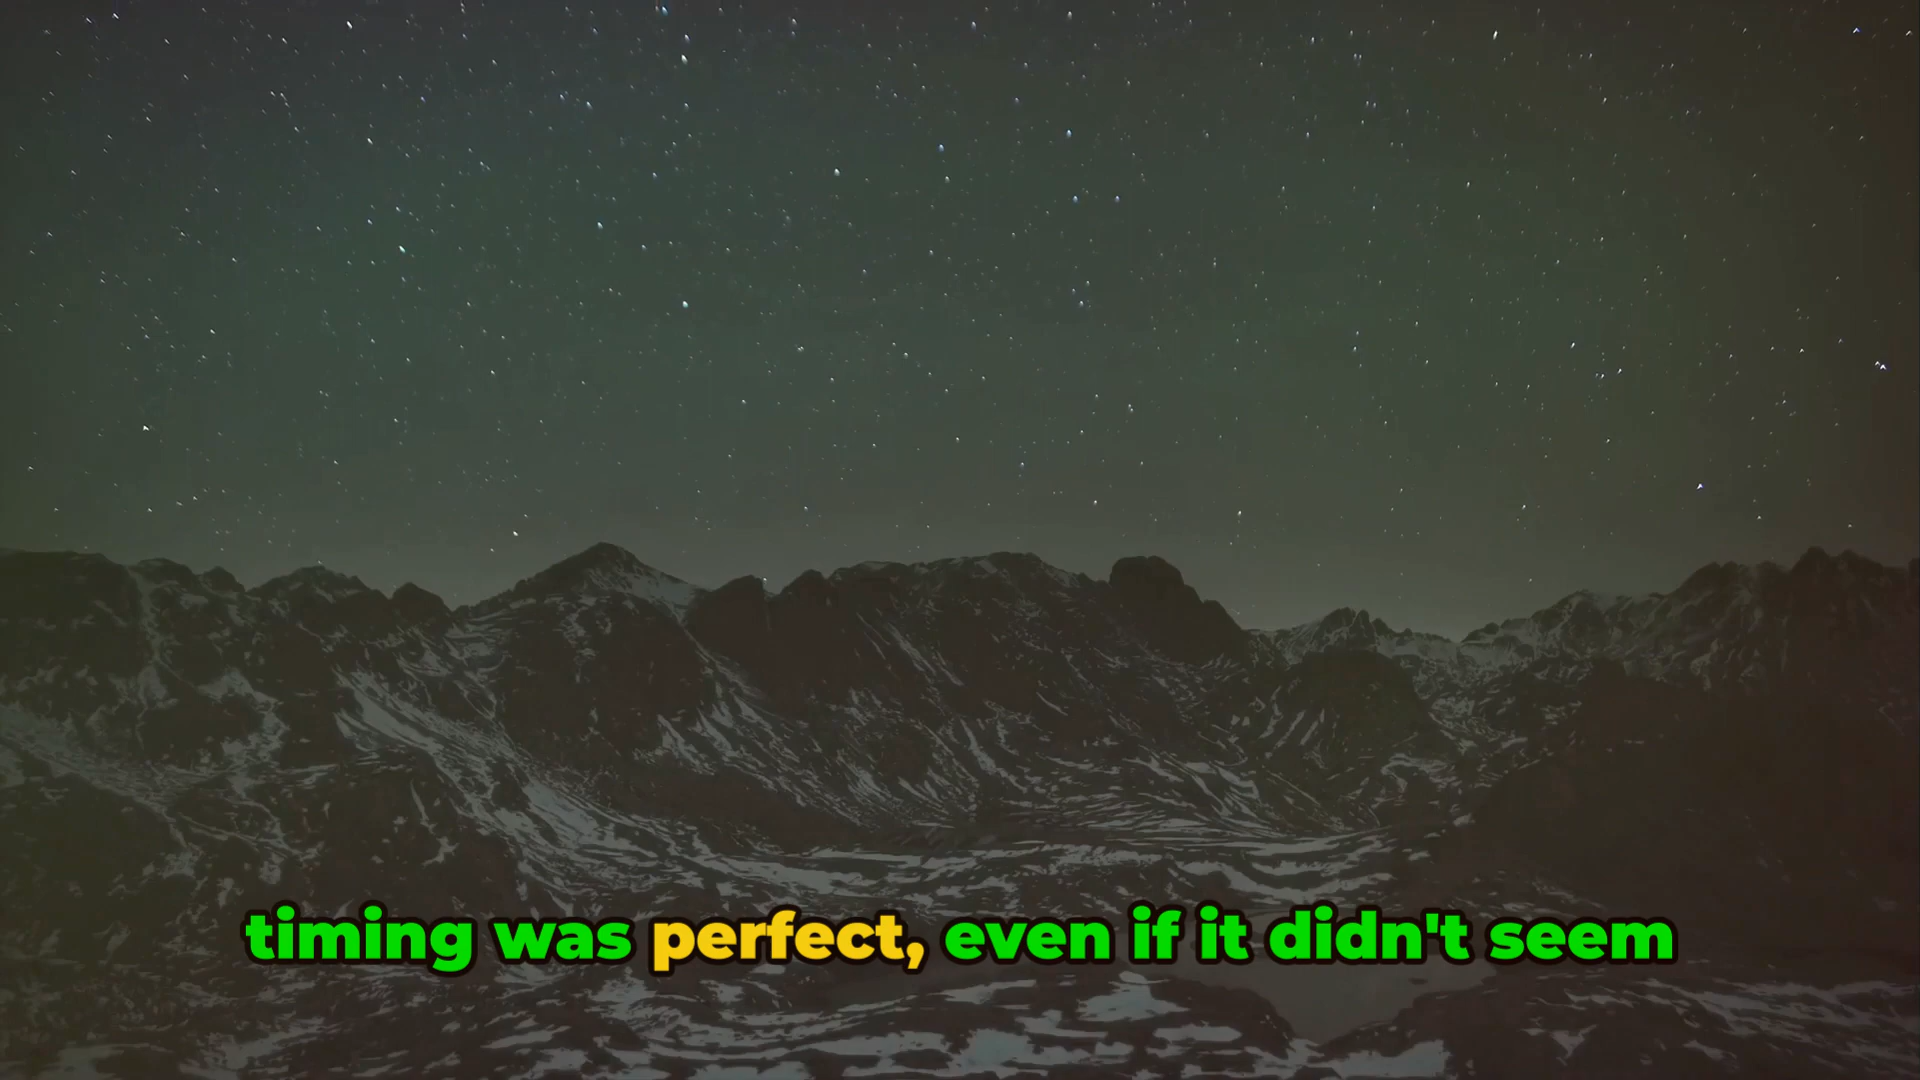 timing was perfect, even if it didn't seem